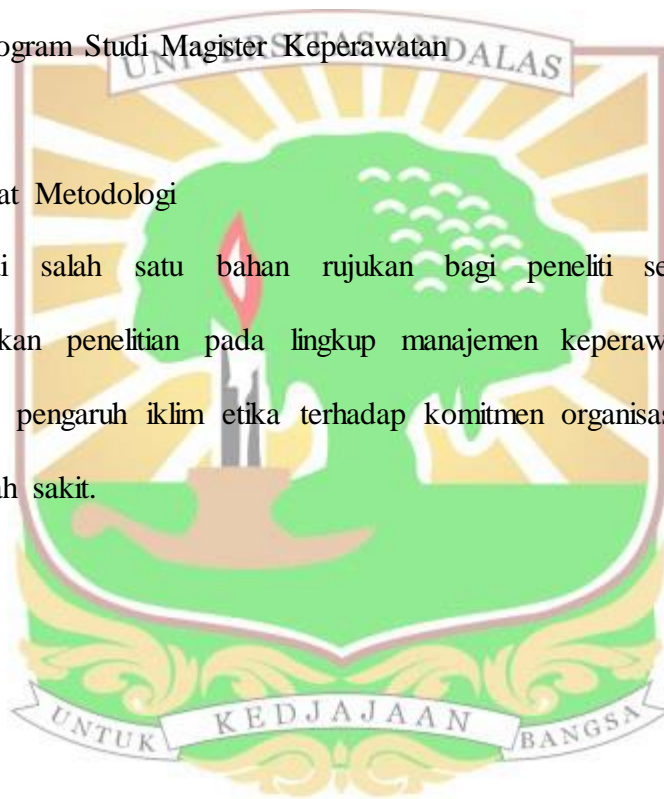 ogram Studi Magister Keperawatan
UNIVERSITAS ANDALAS
at Metodologi
i salah satu bahan rujukan bagi peneliti se
kan penelitian pada lingkup manajemen keperaw
pengaruh iklim etika terhadap komitmen organisas
ah sakit.
UNTUK KEDJAJAAN BANGSA